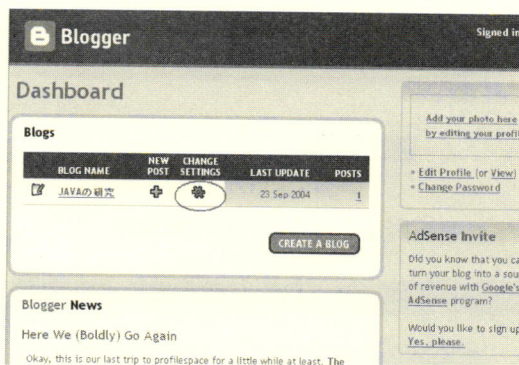 Blogger
Signed in
Dashboard
Blogs
BLOG NAME
NEW POST
CHANGE SETTINGS
LAST UPDATE
POSTS
JAVAの研究
23 Sep 2004
1
CREATE A BLOG
Blogger News
Here We (Boldly) Go Again
Okay, this is our last trip to profilespace for a little while at least. The
Add your photo here
by editing your profil
Edit Profile (or View)
Change Password
AdSense Invite
Did you know that you ca
turn your blog into a sou
of revenue with Google's
AdSense program?
Would you like to sign up
Yes, please.